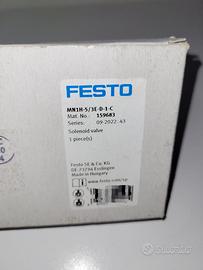 FESTO
MN1H-5/3E-D-1-C
Mat. No.: 159683
Series: 09-2022 43
Solenoid valve
1 piece(s)
Festo SE & Co. KG
DE-73734 Esslingen
Made in Hungary
www.festo.com/sp
subito